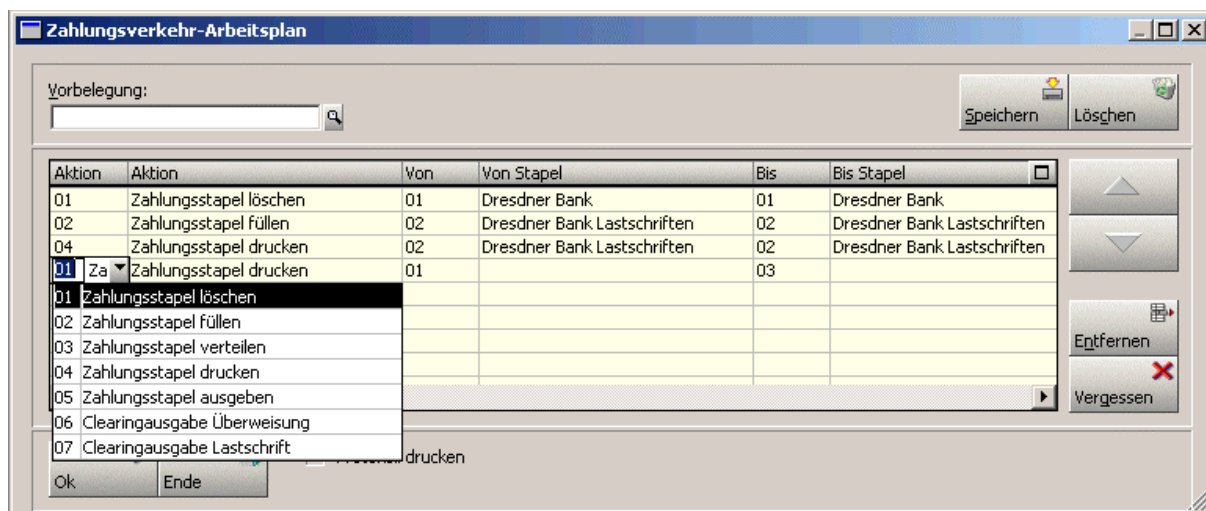 Zahlungsverkehr-Arbeitsplan
Vorbelegung:
Speichern Löschen
Aktion Aktion Von Von Stapel Bis Bis Stapel
01 Zahlungsstapel löschen 01 Dresdner Bank 01 Dresdner Bank
02 Zahlungsstapel füllen 02 Dresdner Bank Lastschriften 02 Dresdner Bank Lastschriften
04 Zahlungsstapel drucken 02 Dresdner Bank Lastschriften 02 Dresdner Bank Lastschriften
01 Za Zahlungsstapel drucken 01 03
01 Zahlungsstapel löschen
02 Zahlungsstapel füllen
03 Zahlungsstapel verteilen
04 Zahlungsstapel drucken
05 Zahlungsstapel ausgeben
06 Clearingausgabe Überweisung
07 Clearingausgabe Lastschrift
Entfernen
Vergessen
drucken
Ok Ende